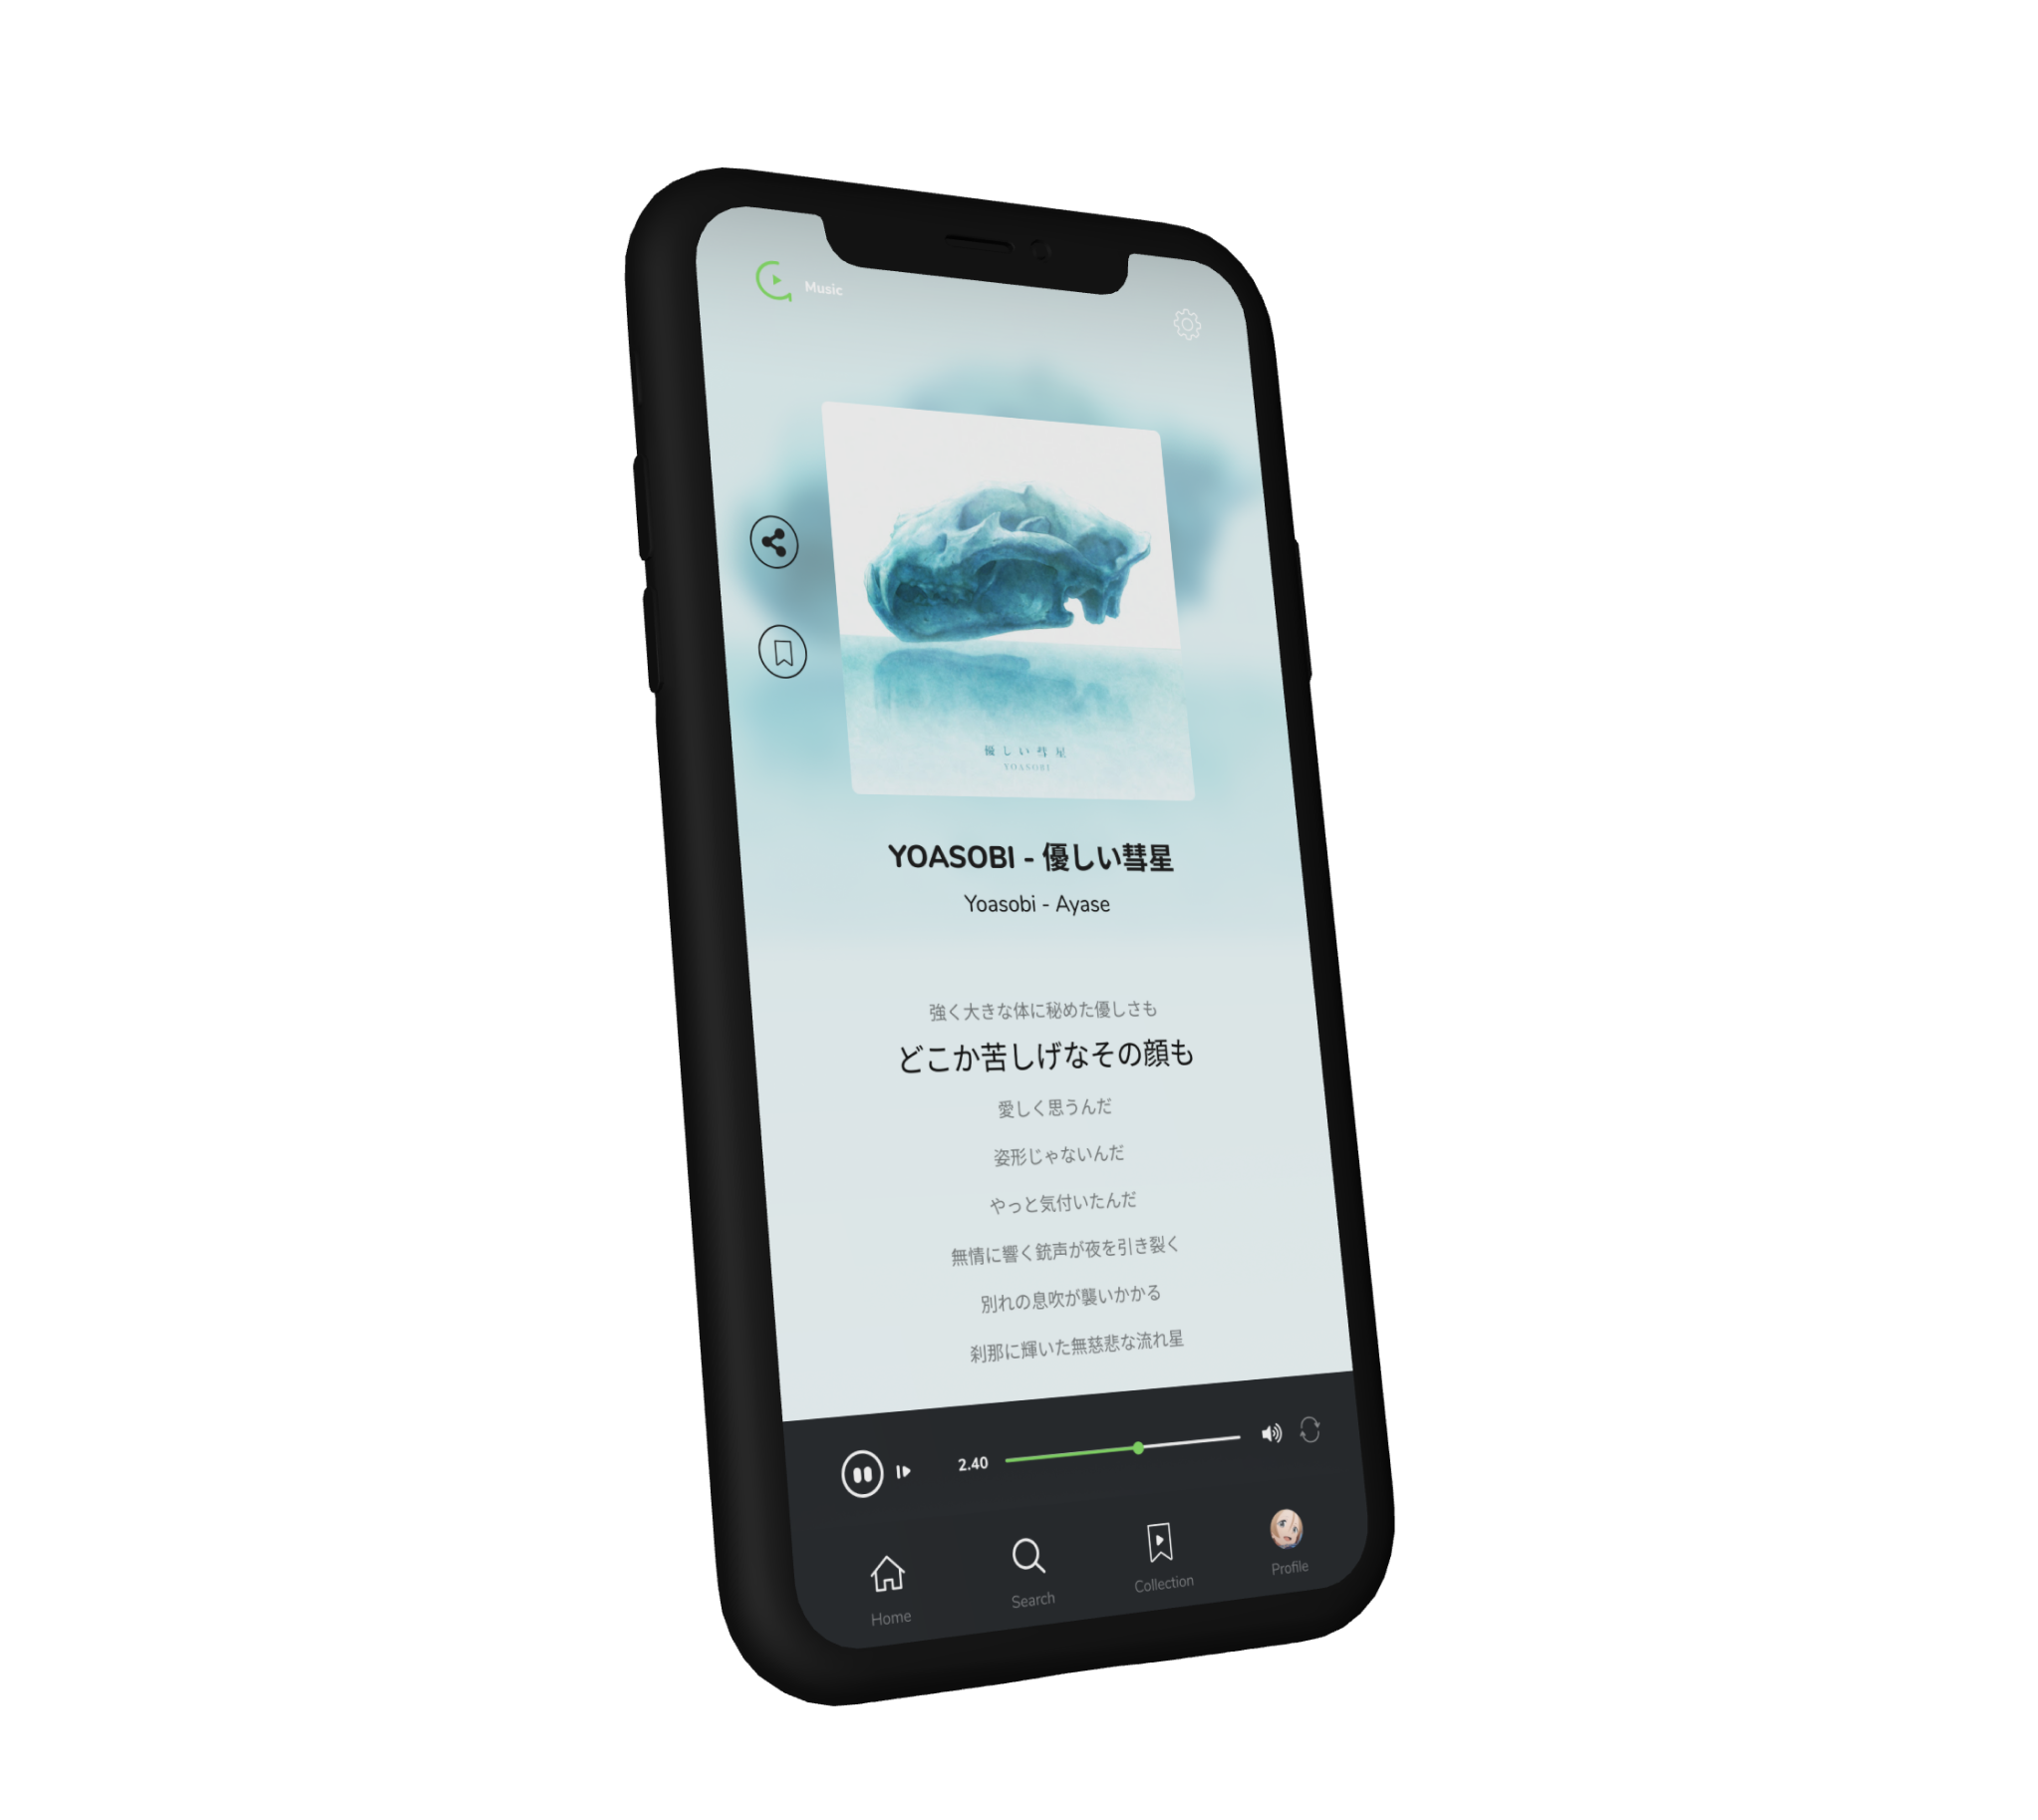 Music
優しい彗星
YOASOBI
YOASOBI - 優しい彗星
Yoasobi - Ayase
強く大きな体に秘めた優しさも
どこか苦しげなその顔も
愛しく思うんだ
姿形じゃないんだ
やっと気付いたんだ
無情に響く銃声が夜を引き裂く
別れの息吹が襲いかかる
刹那に輝いた無慈悲な流れ星
2.40
Home
Search
Collection
Profile